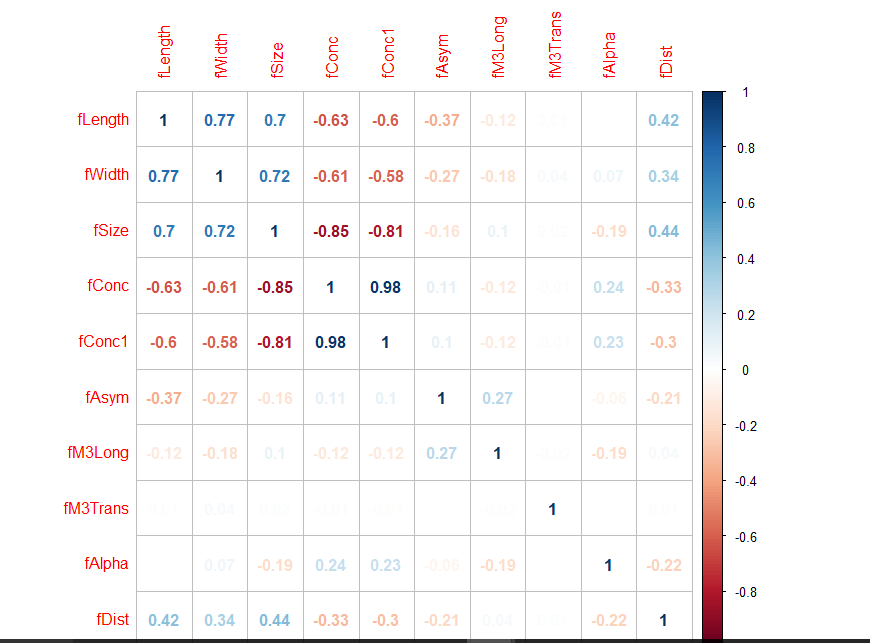 fLength fWidth fSize fConc fConc1 fAsym fM3Long fM3Trans fAlpha fDist
fLength 1 0.77 0.7 -0.63 -0.6 -0.37 -0.12 0.42
fWidth 0.77 1 0.72 -0.61 -0.58 -0.27 -0.18 0.04 0.07 0.34
fSize 0.7 0.72 1 -0.85 -0.81 -0.16 0.1 -0.19 0.44
fConc -0.63 -0.61 -0.85 1 0.98 0.11 -0.12 0.24 -0.33
fConc1 -0.6 -0.58 -0.81 0.98 1 0.1 -0.12 0.23 -0.3
fAsym -0.37 -0.27 -0.16 0.11 0.1 1 0.27 -0.06 -0.21
fM3Long -0.12 -0.18 0.1 -0.12 -0.12 0.27 1 -0.19 0.04
fM3Trans 0.04 1
fAlpha 0.07 -0.19 0.24 0.23 -0.06 -0.19 1 -0.22
fDist 0.42 0.34 0.44 -0.33 -0.3 -0.21 0.04 -0.22 1
1
0.8
0.6
0.4
0.2
0
-0.2
-0.4
-0.6
-0.8